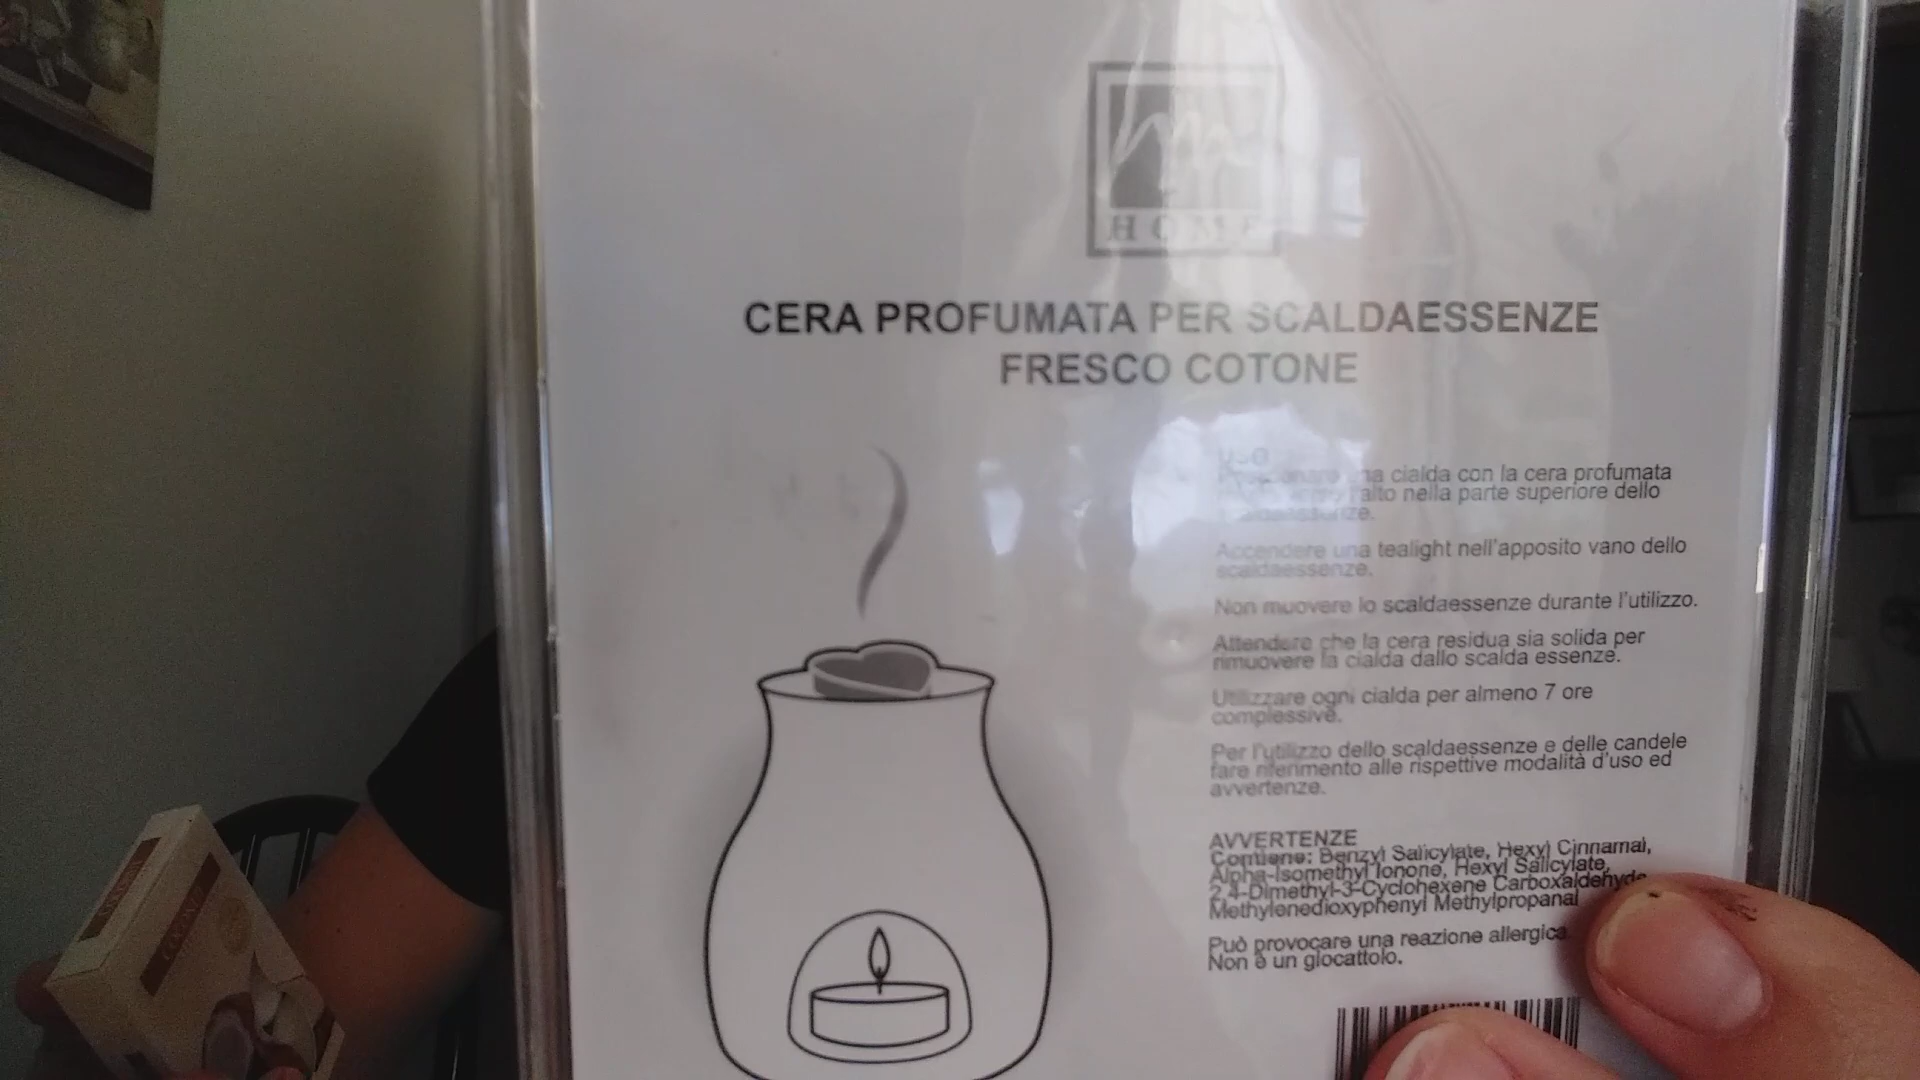 HOME
CERA PROFUMATA PER SCALDAESSENZE
FRESCO COTONE
USO
una cialda con la cera profumata
l'alto nella parte superiore dello
scaldaessenze.
Accendere una tealight nell'apposito vano dello
scaldaessenze.
Non muovere lo scaldaessenze durante l'utilizzo.
Attendere che la cera residua sia solida per
rimuovere la cialda dallo scalda essenze.
Utilizzare ogni cialda per almeno 7 ore
complessive.
Per l'utilizzo dello scaldaessenze e delle candele
fare riferimento alle rispettive modalità d'uso ed
avvertenze.
AVVERTENZE
Contiene: Benzyl Salicylate, Hexyl Cinnamal,
Alpha-Isomethyl Ionone, Hexyl Salicylate,
2,4-Dimethyl-3-Cyclohexene Carboxaldehyde
Methylenedioxyphenyl Methylpropanal
Può provocare una reazione allergica
Non è un giocattolo.